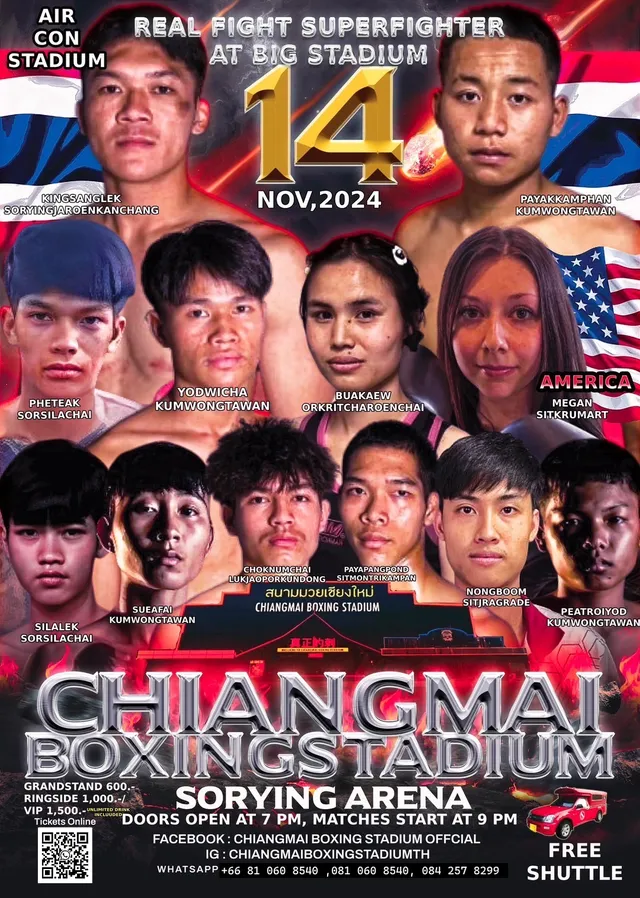 AIR
CON
STADIUM
REAL FIGHT SUPERFIGHTER
AT BIG STADIUM
14
NOV,2024
KINGSANGLEK
SORYINGJAROENKANCHANG
PAYAKKAMPHAN
KUMWONGTAWAN
PHETEAK
SORSILACHAI
YODWICHA
KUMWONGTAWAN
BUAKAEW
ORKRITCHAROENCHAI
AMERICA
MEGAN
SITKRUMART
SILALEK
SORSILACHAI
SUEAFAI
KUMWONGTAWAN
CHOKNUMCHAI
LUKJAOPORKUNDONG
PAYAPANGPOND
SITMONTRIKAMPAN
NONGBOOM
SITJRAGRADE
PEATROIYOD
KUMWONGTAWAN
สนามมวยเชียงใหม่
CHIANGMAI BOXING STADIUM
CHIANGMAI
BOXINGSTADIUM
GRANDSTAND 600.-
RINGSIDE 1,000.-/
VIP 1,500.- UNLIMITED DRINK
INCLUUDED
Tickets Online
SORYING ARENA
DOORS OPEN AT 7 PM, MATCHES START AT 9 PM
FACEBOOK : CHIANGMAI BOXING STADIUM OFFCIAL
IG : CHIANGMAIBOXINGSTADIUMTH
WHATSAPP +66 81 060 8540 ,081 060 8540, 084 257 8299
FREE
SHUTTLE